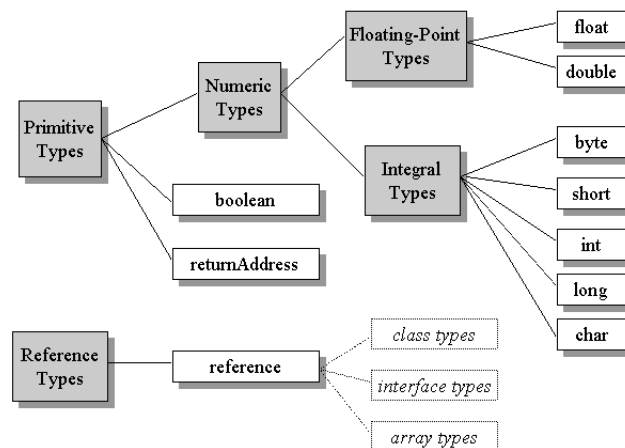 Primitive
Types
Numeric
Types
boolean
returnAddress
Floating-Point
Types
float
double
Integral
Types
byte
short
int
long
char
Reference
Types
reference
class types
interface types
array types